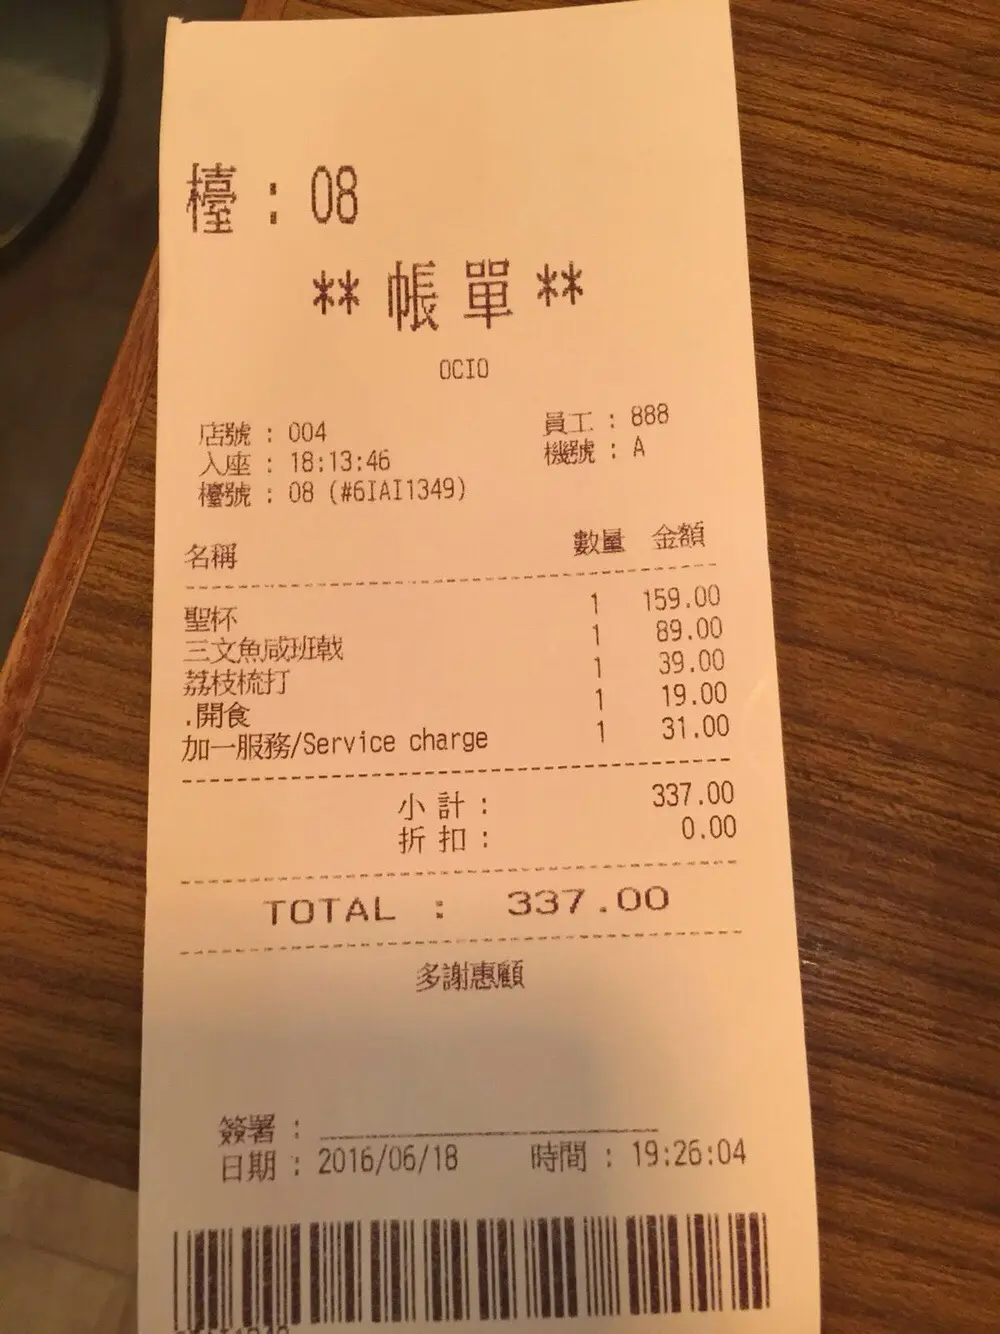 檯 : 08
** 帳 單 **
OCIO
店號 : 004 員工 : 888
入座 : 18:13:46 機號 : A
檯號 : 08 (#6IAI1349)
名稱 數量 金額
聖杯 1 159.00
三文魚咸班戟 1 89.00
荔枝梳打 1 39.00
.開食 1 19.00
加一服務/Service charge 1 31.00
小 計 : 337.00
折 扣 : 0.00
TOTAL : 337.00
多謝惠顧
簽署 :
日期 : 2016/06/18 時間 : 19:26:04